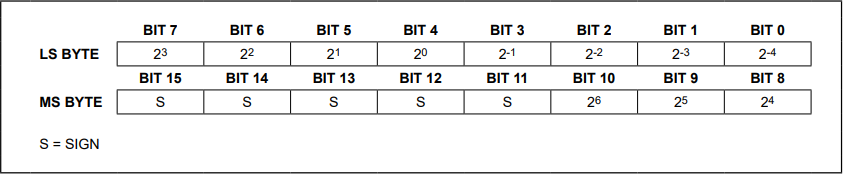 BIT 7 BIT 6 BIT 5 BIT 4 BIT 3 BIT 2 BIT 1 BIT 0
LS BYTE 2³ 2² 2¹ 2⁰ 2⁻¹ 2⁻² 2⁻³ 2⁻⁴
BIT 15 BIT 14 BIT 13 BIT 12 BIT 11 BIT 10 BIT 9 BIT 8
MS BYTE S S S S S 2⁶ 2⁵ 2⁴
S = SIGN